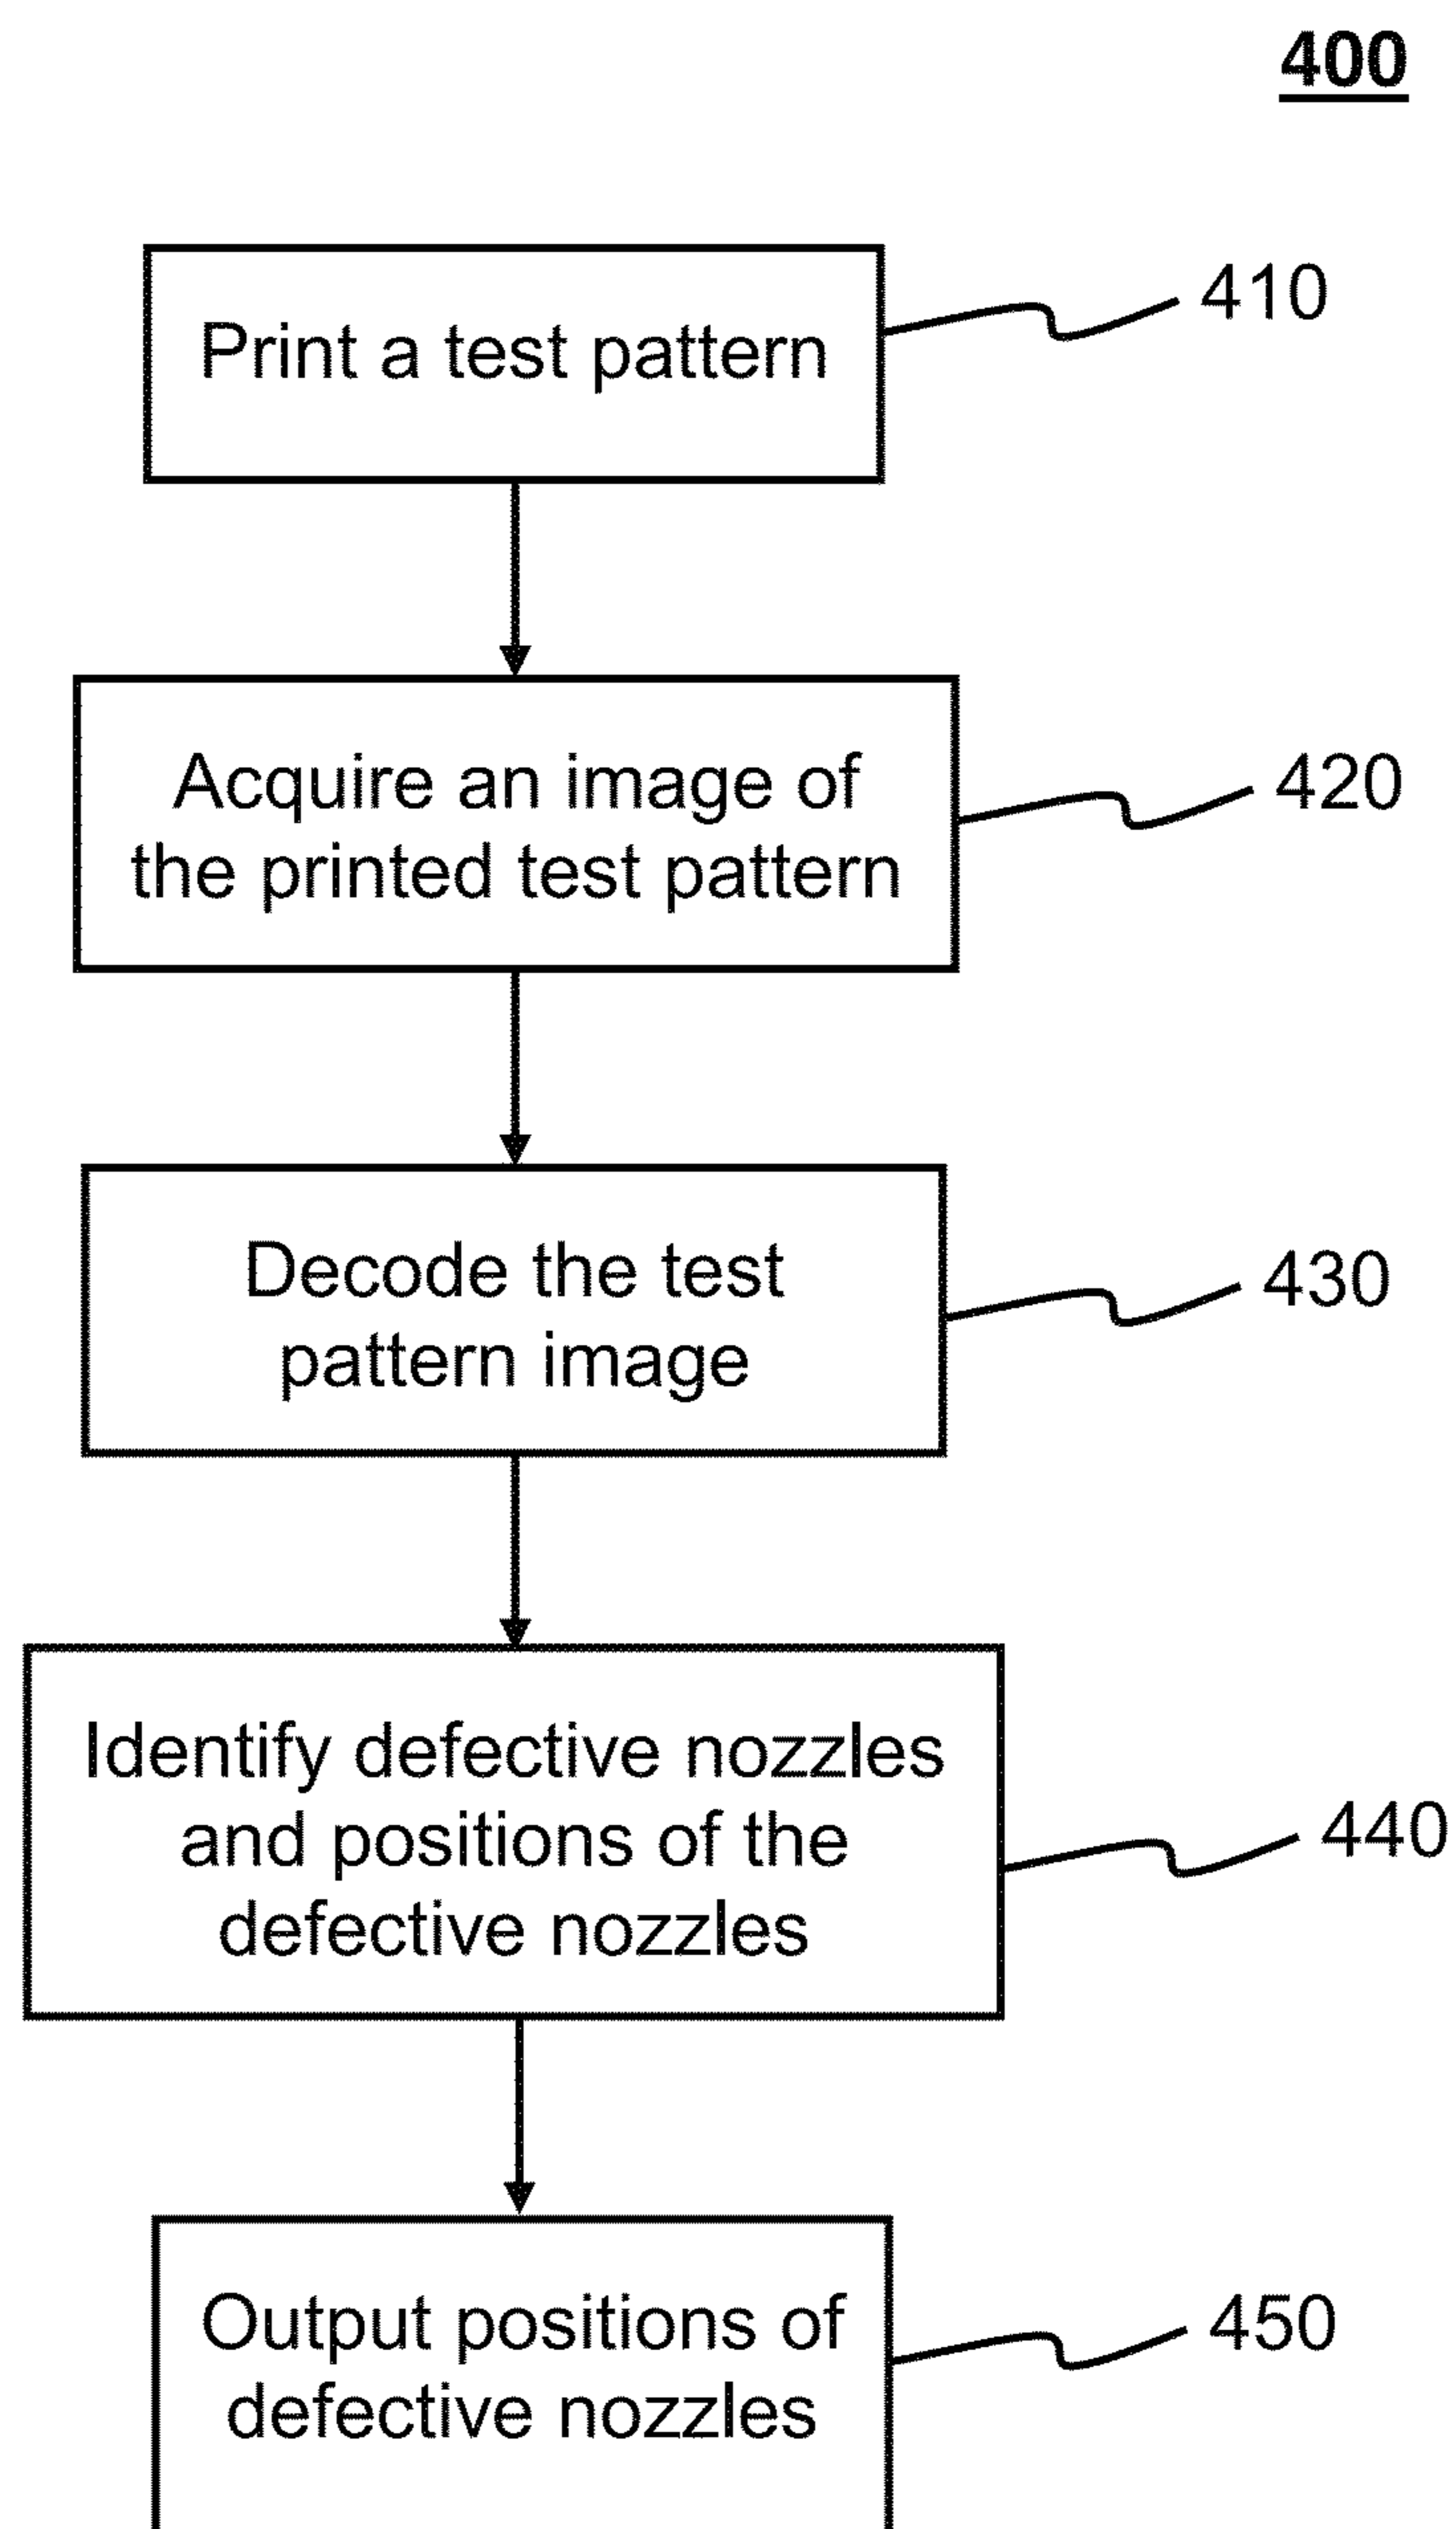 400
Print a test pattern
410
Acquire an image of
the printed test pattern
420
Decode the test
pattern image
430
Identify defective nozzles
and positions of the
defective nozzles
440
Output positions of
defective nozzles
450